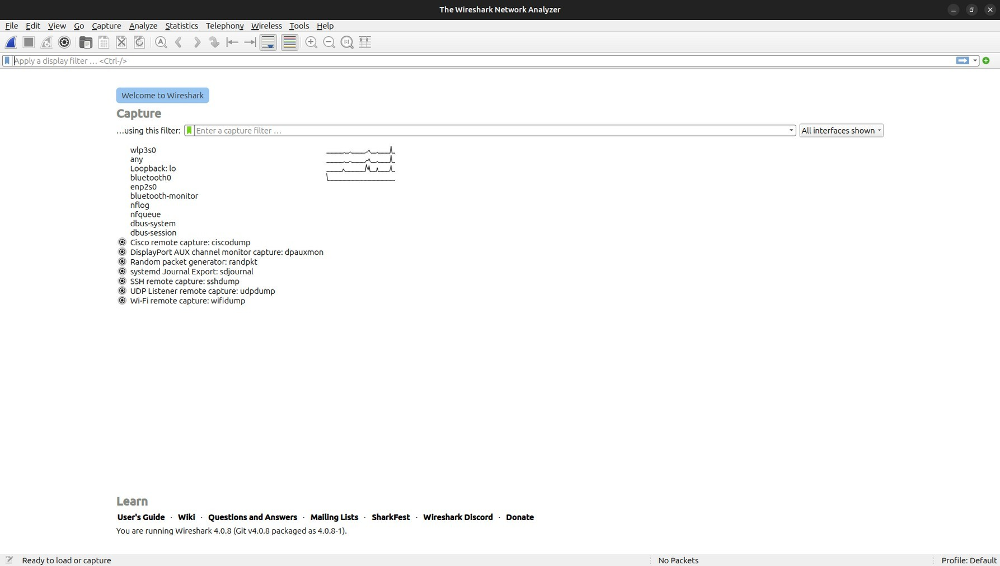 The Wireshark Network Analyzer
File Edit View Go Capture Analyze Statistics Telephony Wireless Tools Help
Apply a display filter … <Ctrl-/>
Welcome to Wireshark
Capture
…using this filter: Enter a capture filter … All interfaces shown
wlp3s0
any
Loopback: lo
bluetooth0
enp2s0
bluetooth-monitor
nflog
nfqueue
dbus-system
dbus-session
Cisco remote capture: ciscodump
DisplayPort AUX channel monitor capture: dpauxmon
Random packet generator: randpkt
systemd Journal Export: sdjournal
SSH remote capture: sshdump
UDP Listener remote capture: udpdump
Wi-Fi remote capture: wifidump
Learn
User's Guide · Wiki · Questions and Answers · Mailing Lists · SharkFest · Wireshark Discord · Donate
You are running Wireshark 4.0.8 (Git v4.0.8 packaged as 4.0.8-1).
Ready to load or capture No Packets Profile: Default